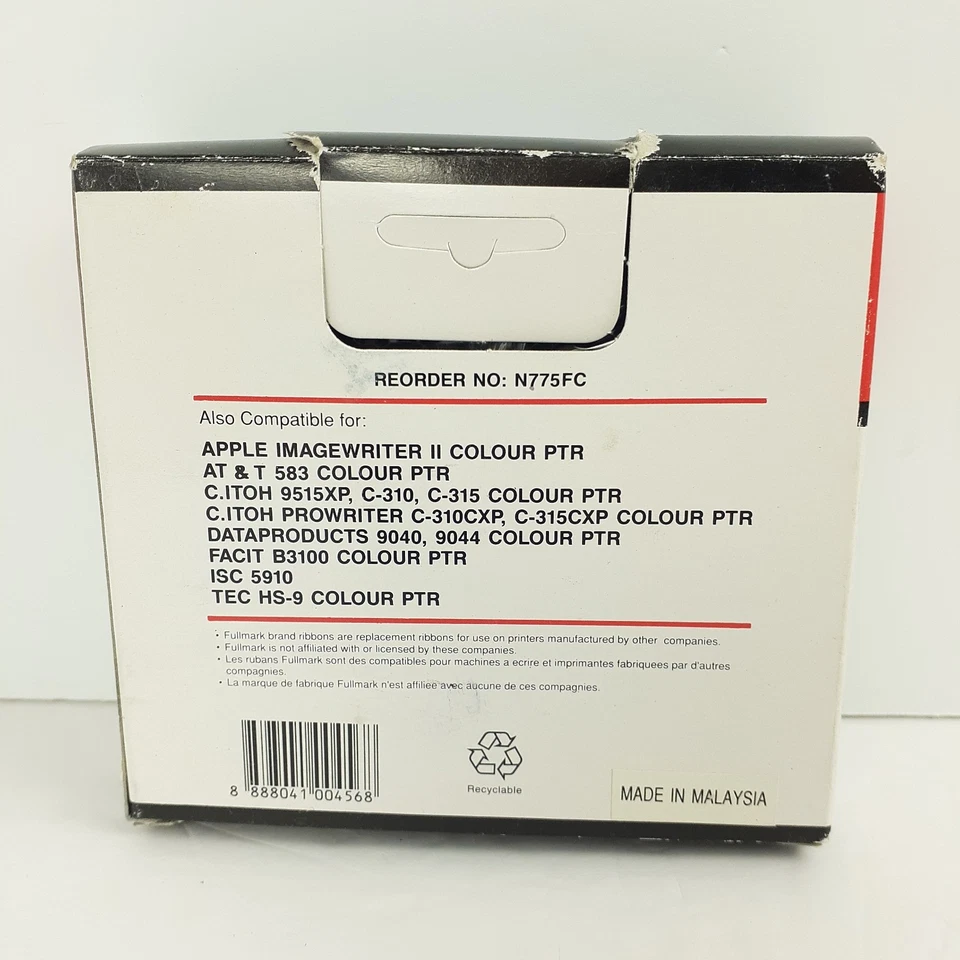 REORDER NO: N775FC
Also Compatible for:
APPLE IMAGEWRITER II COLOUR PTR
AT & T 583 COLOUR PTR
C.ITOH 9515XP, C-310, C-315 COLOUR PTR
C.ITOH PROWRITER C-310CXP, C-315CXP COLOUR PTR
DATAPRODUCTS 9040, 9044 COLOUR PTR
FACIT B3100 COLOUR PTR
ISC 5910
TEC HS-9 COLOUR PTR
• Fullmark brand ribbons are replacement ribbons for use on printers manufactured by other companies.
• Fullmark is not affiliated with or licensed by these companies.
• Les rubans Fullmark sont des compatibles pour machines a ecrire et imprimantes fabriquees par d'autres
compagnies.
• La marque de fabrique Fullmark n'est affiliee avec aucune de ces compagnies.
8 888041 004568
Recyclable
MADE IN MALAYSIA